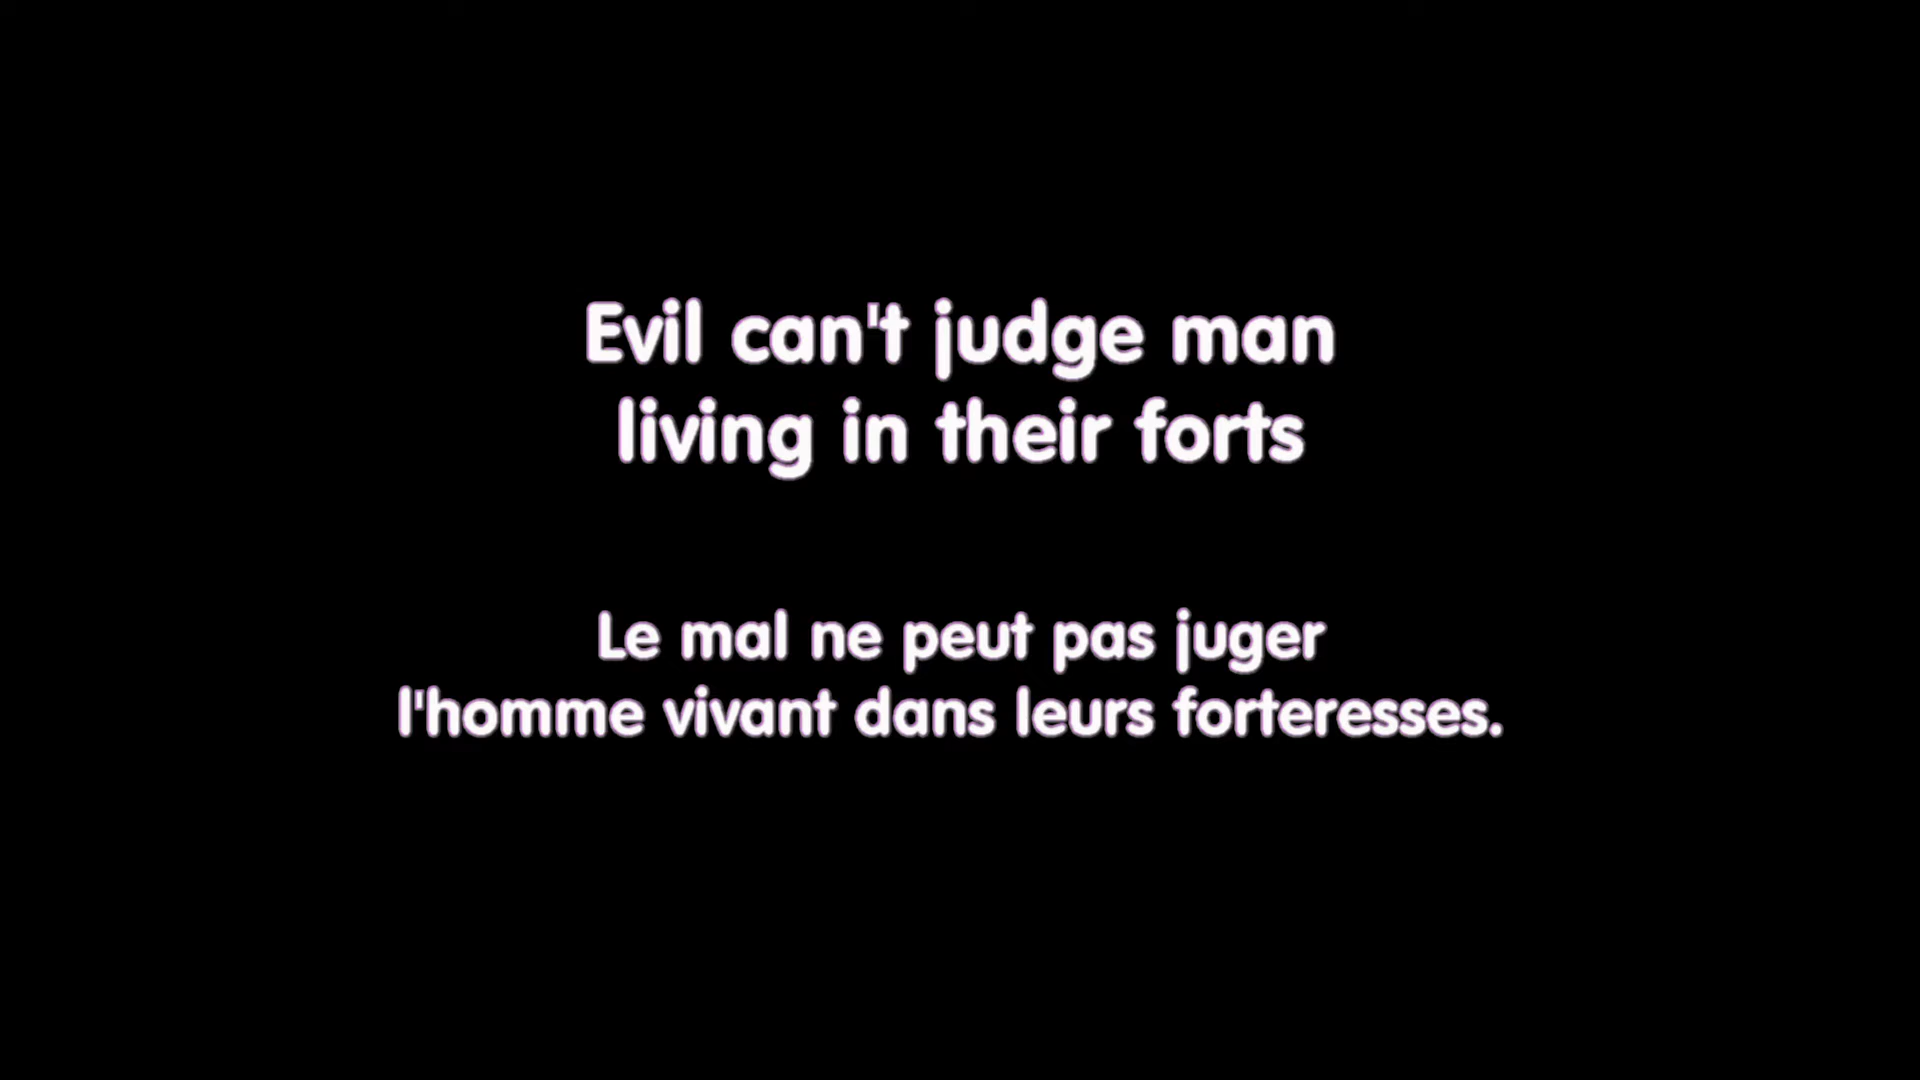 Evil can't judge man
living in their forts
Le mal ne peut pas juger
l'homme vivant dans leurs forteresses.